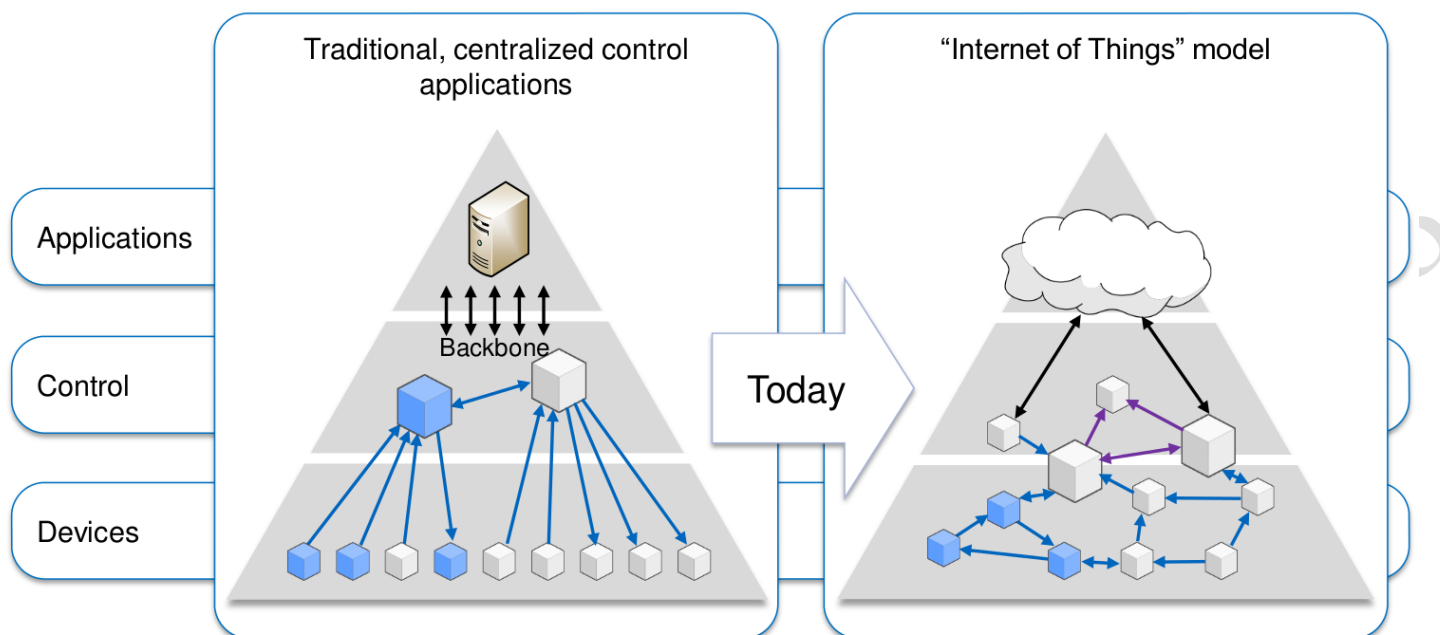 Traditional, centralized control
applications
“Internet of Things” model
Applications
Backbone
Control
Today
Devices